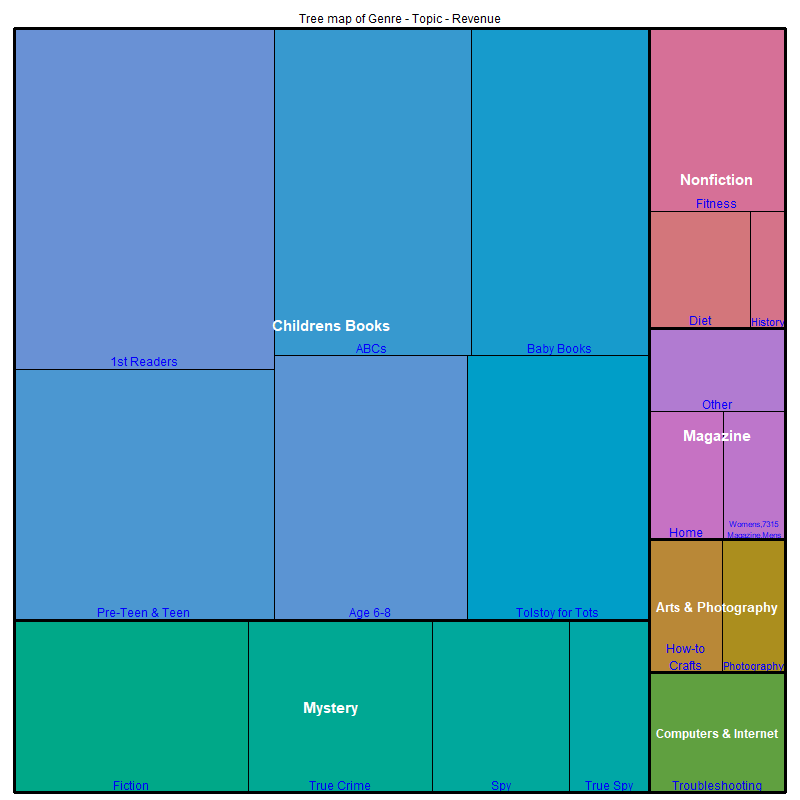 Tree map of Genre - Topic - Revenue
Childrens Books
1st Readers
ABCs
Baby Books
Pre-Teen & Teen
Age 6-8
Tolstoy for Tots
Mystery
Fiction
True Crime
Spy
True Spy
Nonfiction
Fitness
Diet
History
Magazine
Other
Home
Womens,7315
Magazine,Mens
Arts & Photography
How-to
Crafts
Photography
Computers & Internet
Troubleshooting